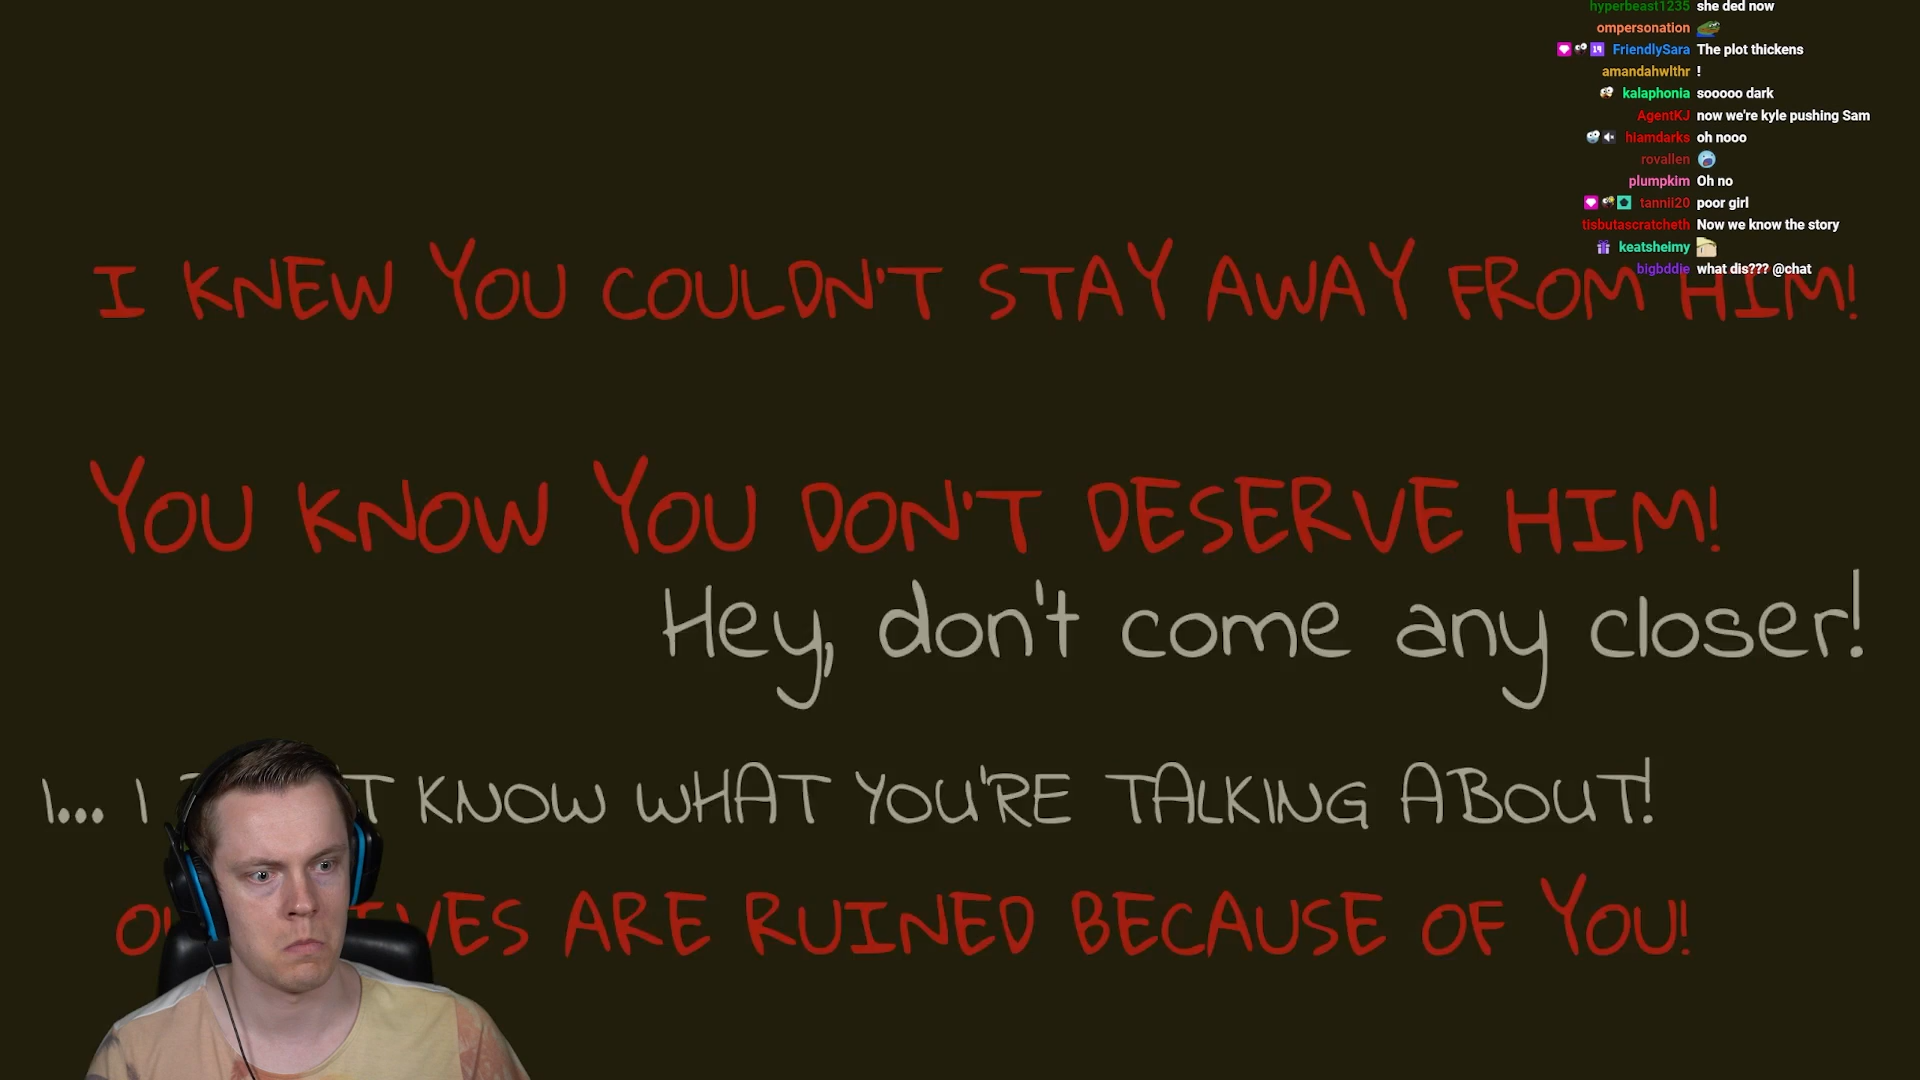 hyperbeast1235 she ded now
ompersonation
FriendlySara The plot thickens
amandahwlthr !
kalaphonia sooooo dark
AgentKJ now we're kyle pushing Sam
hiamdarks oh nooo
rovallen
plumpkim Oh no
tannii20 poor girl
tisbutascratcheth Now we know the story
keatsheimy
bigbddie what dis??? @chat
I KNEW YOU COULDN'T STAY AWAY FROM HIM!
YOU KNOW YOU DON'T DESERVE HIM!
Hey, don't come any closer!
I... I KNOW WHAT YOU'RE TALKING ABOUT!
ARE RUINED BECAUSE OF YOU!